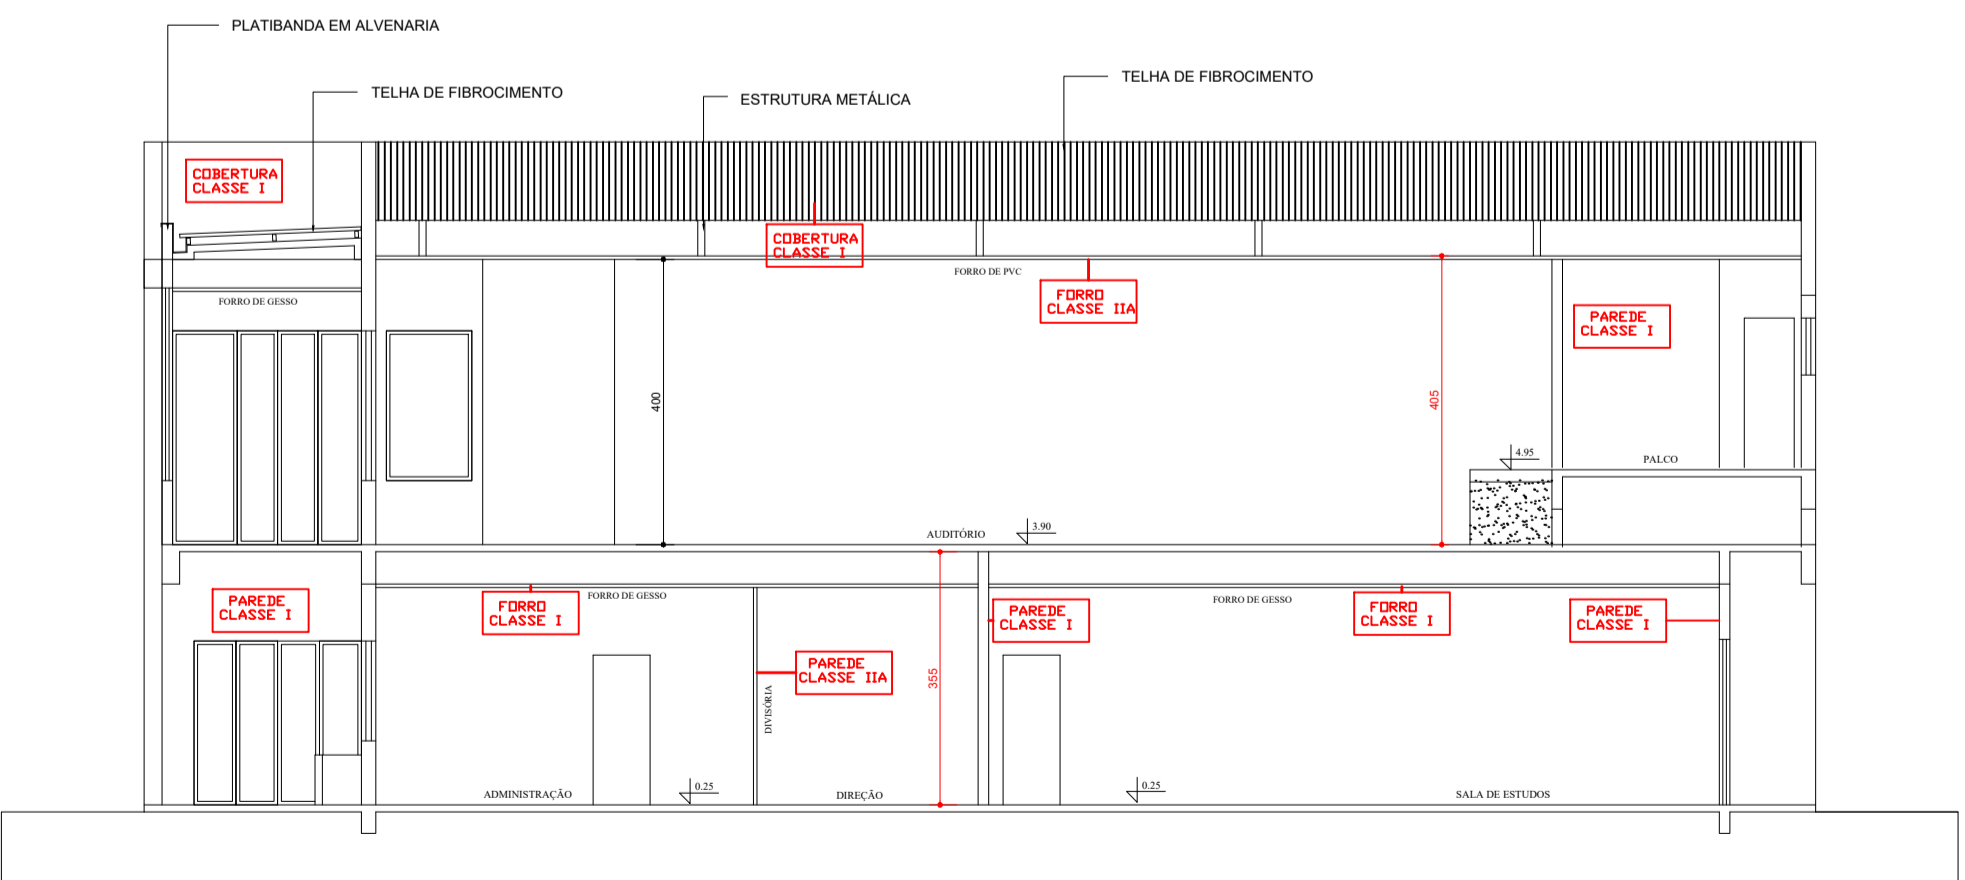 PLATIBANDA EM ALVENARIA
TELHA DE FIBROCIMENTO
ESTRUTURA METÁLICA
TELHA DE FIBROCIMENTO
COBERTURA
CLASSE I
COBERTURA
CLASSE I
FORRO DE PVC
FORRO
CLASSE IIA
FORRO DE GESSO
PAREDE
CLASSE I
400
405
4.95
PALCO
AUDITÓRIO
3.90
PAREDE
CLASSE I
FORRO
CLASSE I
FORRO DE GESSO
PAREDE
CLASSE I
FORRO DE GESSO
FORRO
CLASSE I
PAREDE
CLASSE I
PAREDE
CLASSE IIA
DIVISÓRIA
355
ADMINISTRAÇÃO
0.25
DIREÇÃO
0.25
SALA DE ESTUDOS